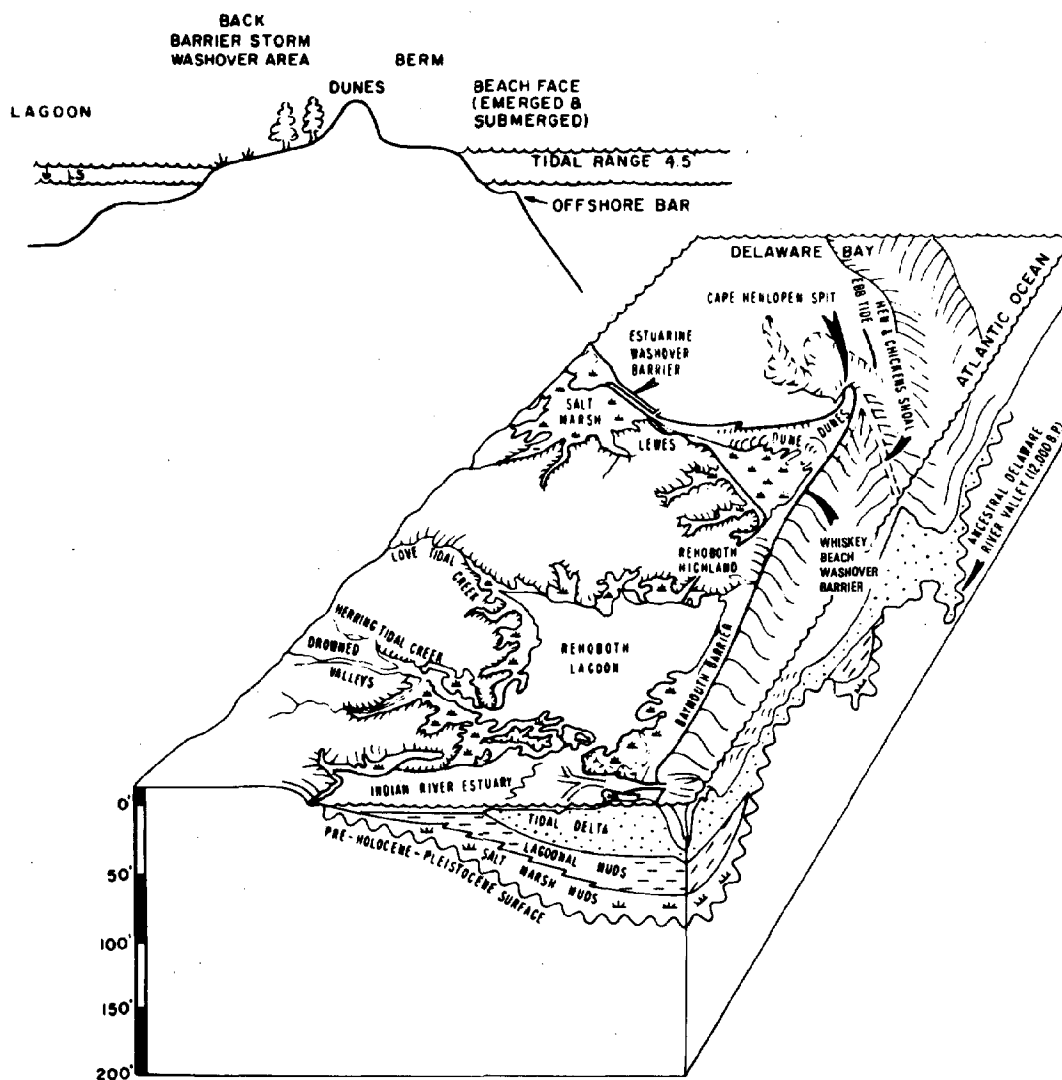 BACK
BARRIER STORM
WASHOVER AREA
BERM
DUNES
BEACH FACE
(EMERGED &
SUBMERGED)
LAGOON
TIDAL RANGE 4.5'
1.5
OFFSHORE BAR
DELAWARE BAY
CAPE HENLOPEN SPIT
EBB TIDE
HEN & CHICKENS SHOAL
ATLANTIC OCEAN
ESTUARINE
WASHOVER
BARRIER
SALT
MARSH
LEWES
DUNE
DUNES
ANCESTRAL DELAWARE
RIVER VALLEY (12,000 B.P.)
WHISKEY
BEACH
WASHOVER
BARRIER
REHOBOTH
HIGHLAND
LOVE TIDAL
CREEK
HERRING TIDAL CREEK
DROWNED
VALLEYS
REHOBOTH
LAGOON
BAYMOUTH BARRIER
INDIAN RIVER ESTUARY
TIDAL DELTA
LAGOONAL MUDS
SALT MARSH MUDS
PRE-HOLOCENE-PLEISTOCENE SURFACE
0'
50'
100'
150'
200'